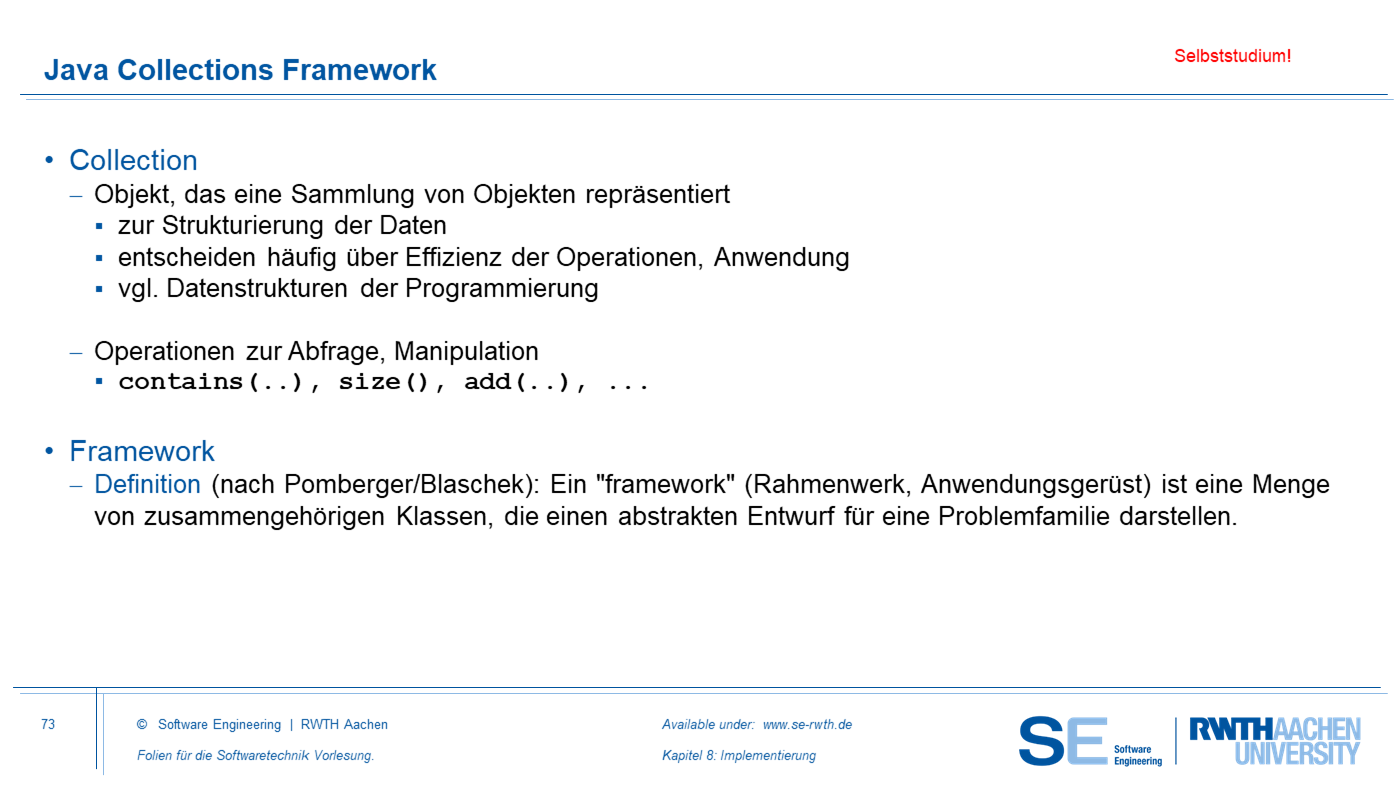 Java Collections Framework
Selbststudium!
• Collection
– Objekt, das eine Sammlung von Objekten repräsentiert
▪ zur Strukturierung der Daten
▪ entscheiden häufig über Effizienz der Operationen, Anwendung
▪ vgl. Datenstrukturen der Programmierung
– Operationen zur Abfrage, Manipulation
▪ contains(..), size(), add(..), ...
• Framework
– Definition (nach Pomberger/Blaschek): Ein "framework" (Rahmenwerk, Anwendungsgerüst) ist eine Menge
von zusammengehörigen Klassen, die einen abstrakten Entwurf für eine Problemfamilie darstellen.
73
© Software Engineering | RWTH Aachen
Folien für die Softwaretechnik Vorlesung.
Available under: www.se-rwth.de
Kapitel 8: Implementierung
SE Software
Engineering
RWTHAACHEN
UNIVERSITY